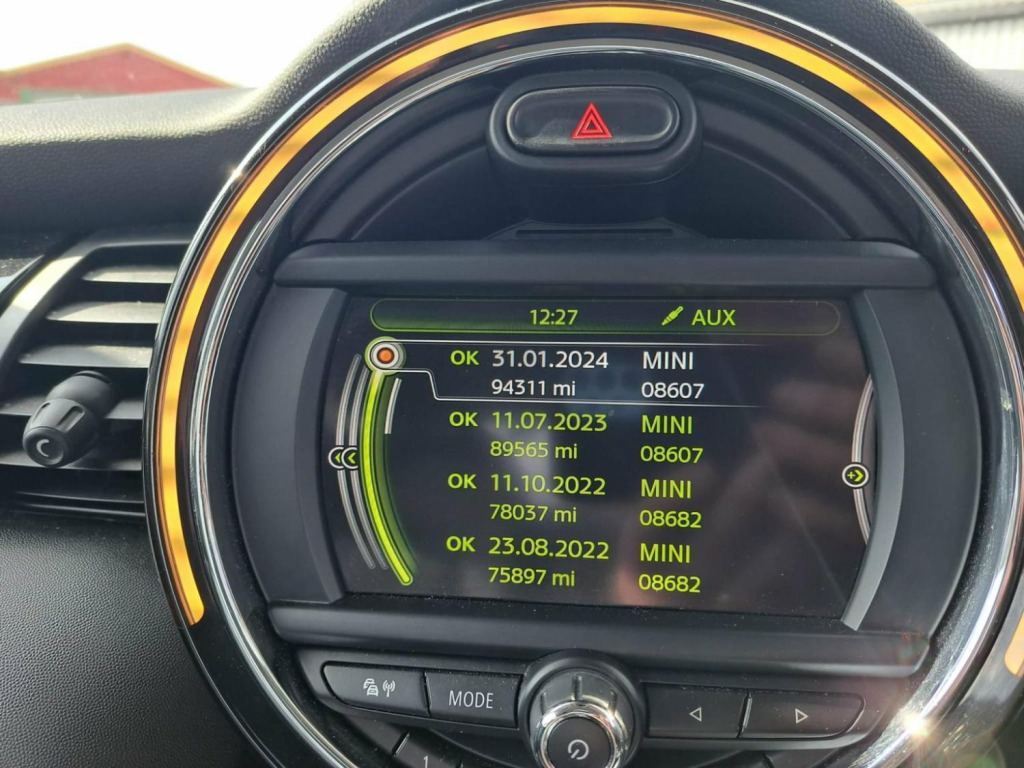 12:27 AUX
OK 31.01.2024 MINI
94311 mi 08607
OK 11.07.2023 MINI
89565 mi 08607
OK 11.10.2022 MINI
78037 mi 08682
OK 23.08.2022 MINI
75897 mi 08682
MODE
1